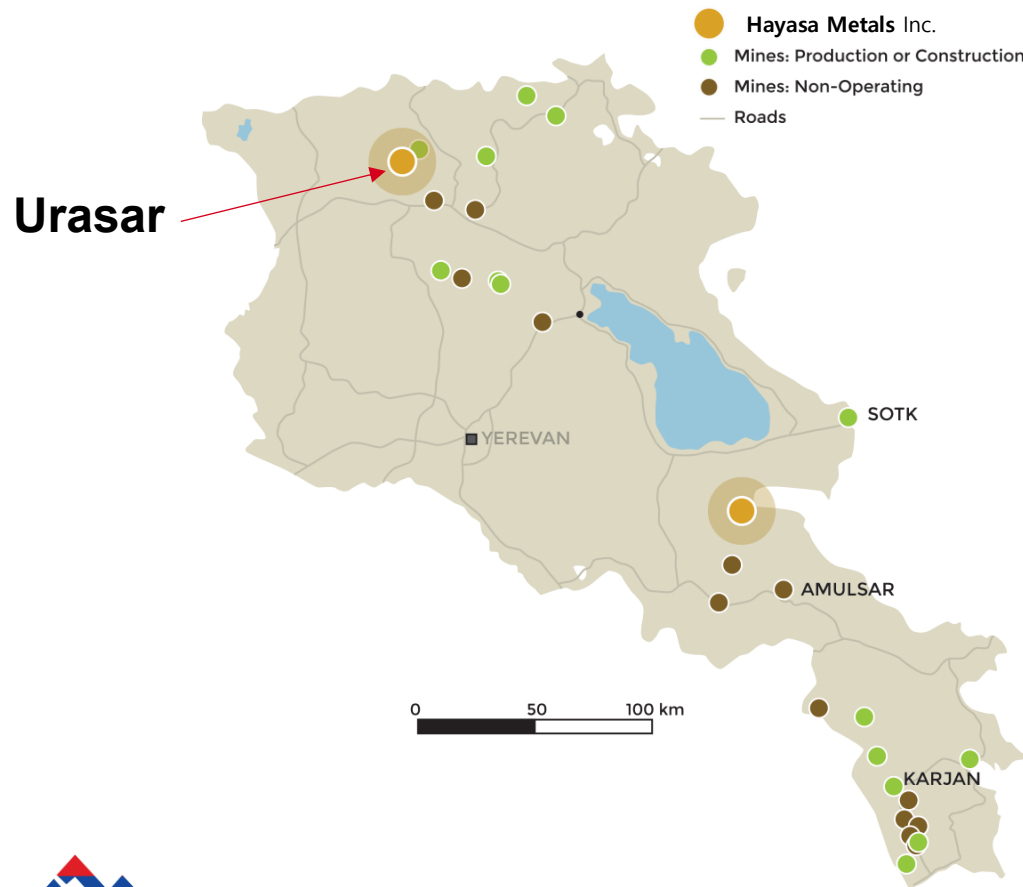 Hayasa Metals Inc.
Mines: Production or Construction
Mines: Non-Operating
Roads
Urasar
SOTK
YEREVAN
AMULSAR
0 50 100 km
KARJAN